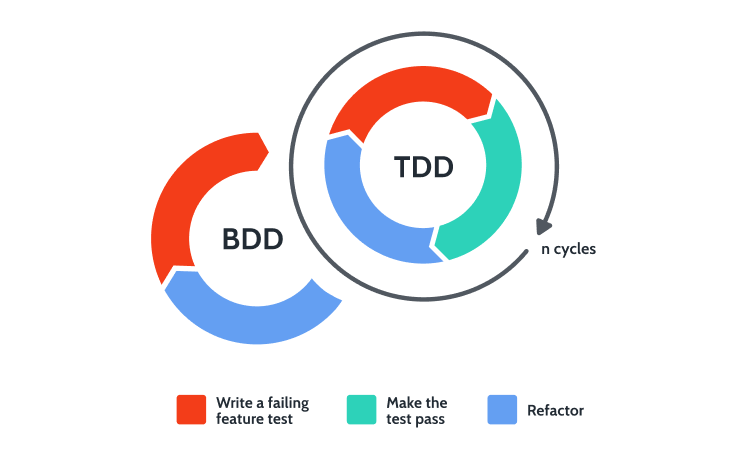 TDD
BDD
n cycles
Write a failing
feature test
Make the
test pass
Refactor